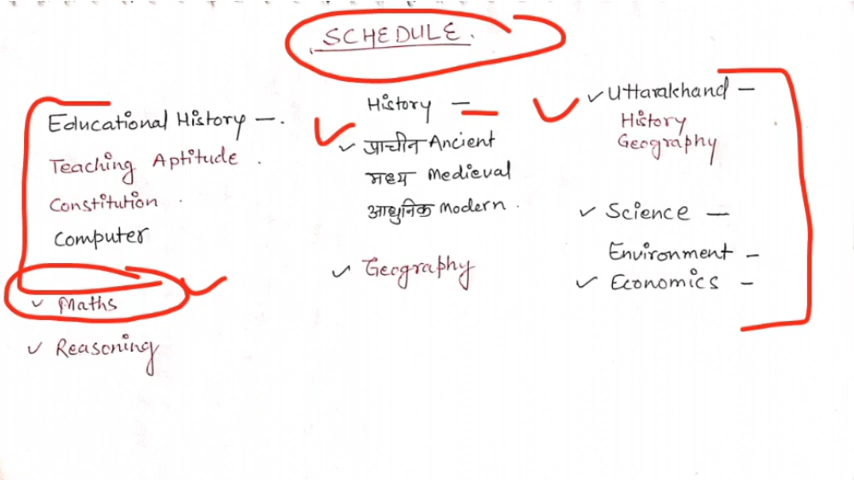 SCHEDULE.
Educational History -.
Teaching Aptitude .
Constitution .
Computer
✓ Maths
✓ Reasoning
History -
✓ प्राचीन Ancient
मध्य Medieval
आधुनिक Modern .
✓ Geography
✓ Uttarakhand -
History
Geography
✓ Science -
Environment -
✓ Economics -